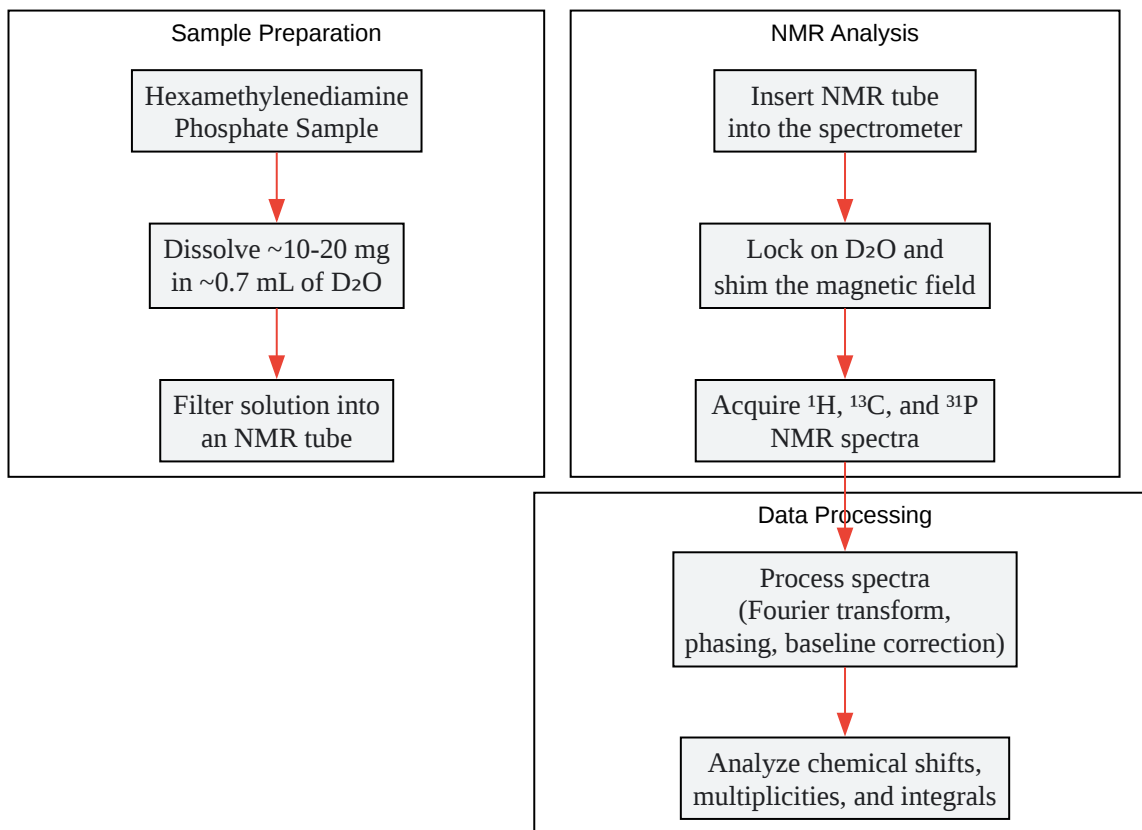 Sample Preparation
Hexamethylenediamine
Phosphate Sample
Dissolve ~10-20 mg
in ~0.7 mL of D₂O
Filter solution into
an NMR tube
NMR Analysis
Insert NMR tube
into the spectrometer
Lock on D₂O and
shim the magnetic field
Acquire ¹H, ¹³C, and ³¹P
NMR spectra
Data Processing
Process spectra
(Fourier transform,
phasing, baseline correction)
Analyze chemical shifts,
multiplicities, and integrals